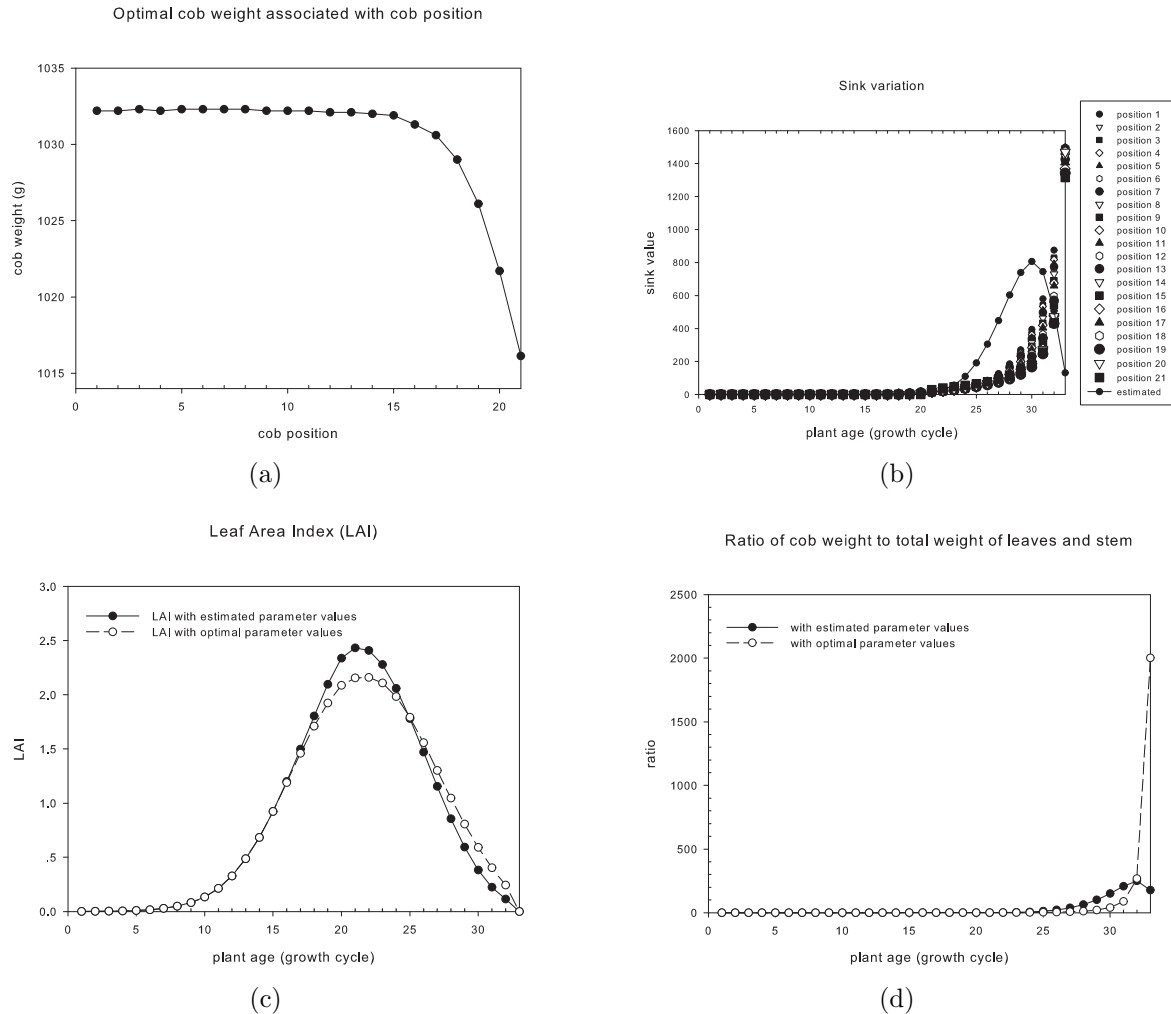 Optimal cob weight associated with cob position
1035
1030
1025
1020
1015
0 5 10 15 20
cob weight (g)
cob position
(a)
Sink variation
1600
1400
1200
1000
800
600
400
200
0
0 5 10 15 20 25 30
sink value
plant age (growth cycle)
position 1
position 2
position 3
position 4
position 5
position 6
position 7
position 8
position 9
position 10
position 11
position 12
position 13
position 14
position 15
position 16
position 17
position 18
position 19
position 20
position 21
estimated
(b)
Leaf Area Index (LAI)
3.0
2.5
2.0
1.5
1.0
.5
0.0
0 5 10 15 20 25 30
LAI
LAI with estimated parameter values
LAI with optimal parameter values
plant age (growth cycle)
(c)
Ratio of cob weight to total weight of leaves and stem
2500
2000
1500
1000
500
0
0 5 10 15 20 25 30
ratio
with estimated parameter values
with optimal parameter values
plant age (growth cycle)
(d)